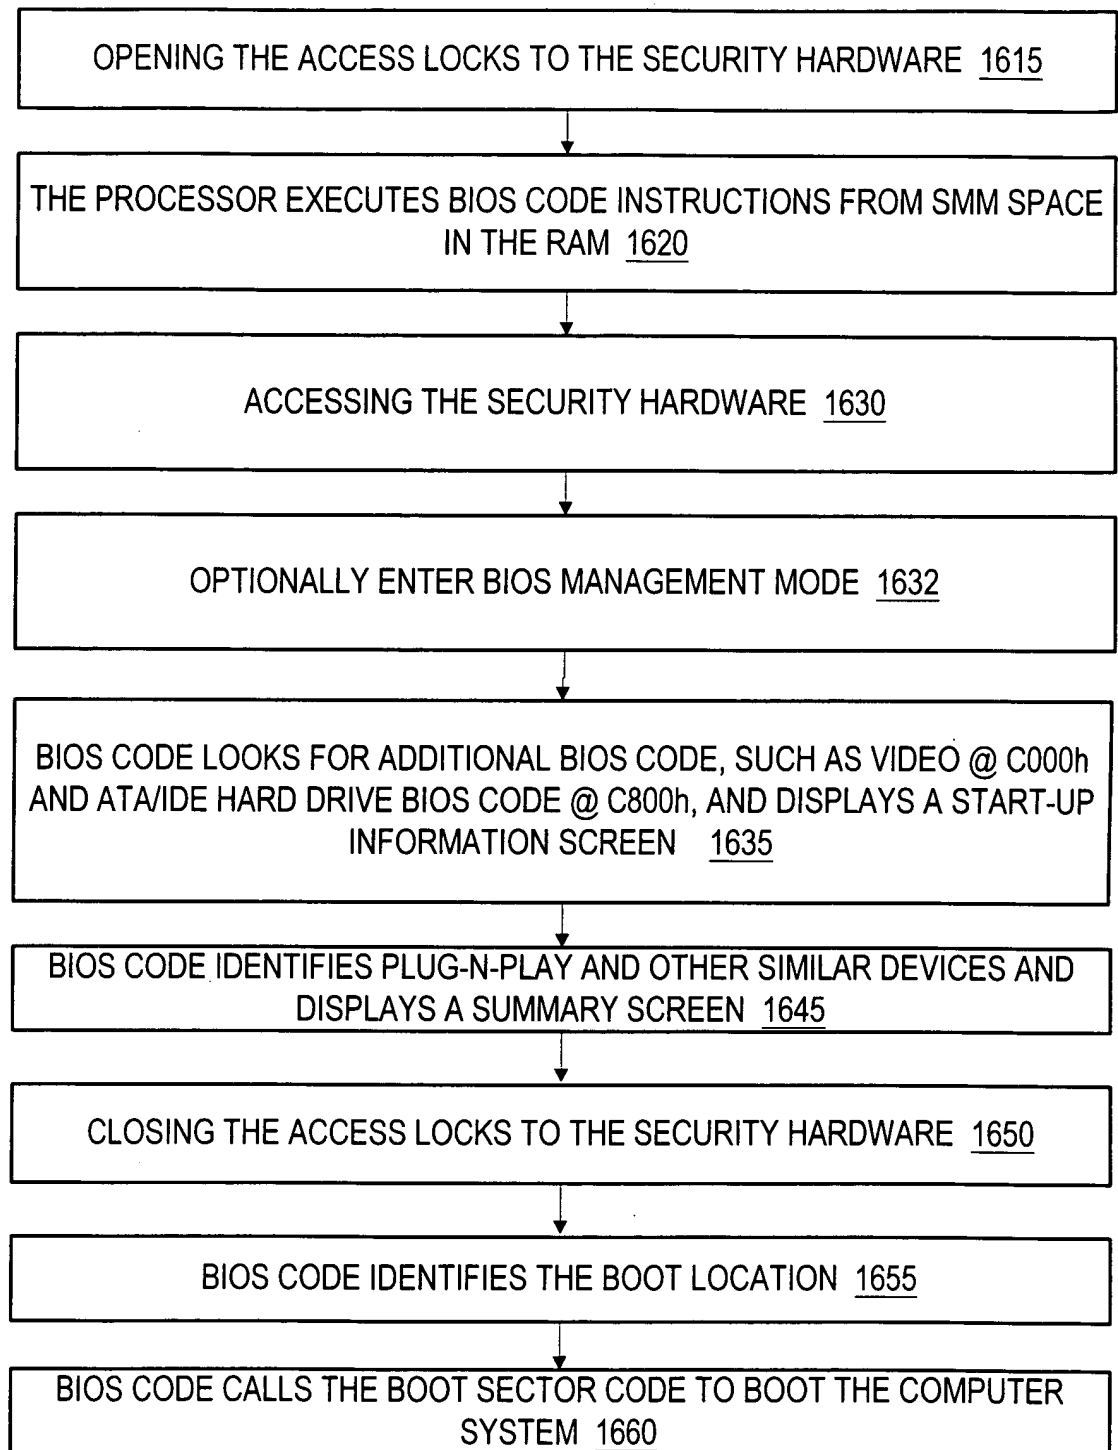 OPENING THE ACCESS LOCKS TO THE SECURITY HARDWARE 1615
THE PROCESSOR EXECUTES BIOS CODE INSTRUCTIONS FROM SMM SPACE
IN THE RAM 1620
ACCESSING THE SECURITY HARDWARE 1630
OPTIONALLY ENTER BIOS MANAGEMENT MODE 1632
BIOS CODE LOOKS FOR ADDITIONAL BIOS CODE, SUCH AS VIDEO @ C000h
AND ATA/IDE HARD DRIVE BIOS CODE @ C800h, AND DISPLAYS A START-UP
INFORMATION SCREEN 1635
BIOS CODE IDENTIFIES PLUG-N-PLAY AND OTHER SIMILAR DEVICES AND
DISPLAYS A SUMMARY SCREEN 1645
CLOSING THE ACCESS LOCKS TO THE SECURITY HARDWARE 1650
BIOS CODE IDENTIFIES THE BOOT LOCATION 1655
BIOS CODE CALLS THE BOOT SECTOR CODE TO BOOT THE COMPUTER
SYSTEM 1660